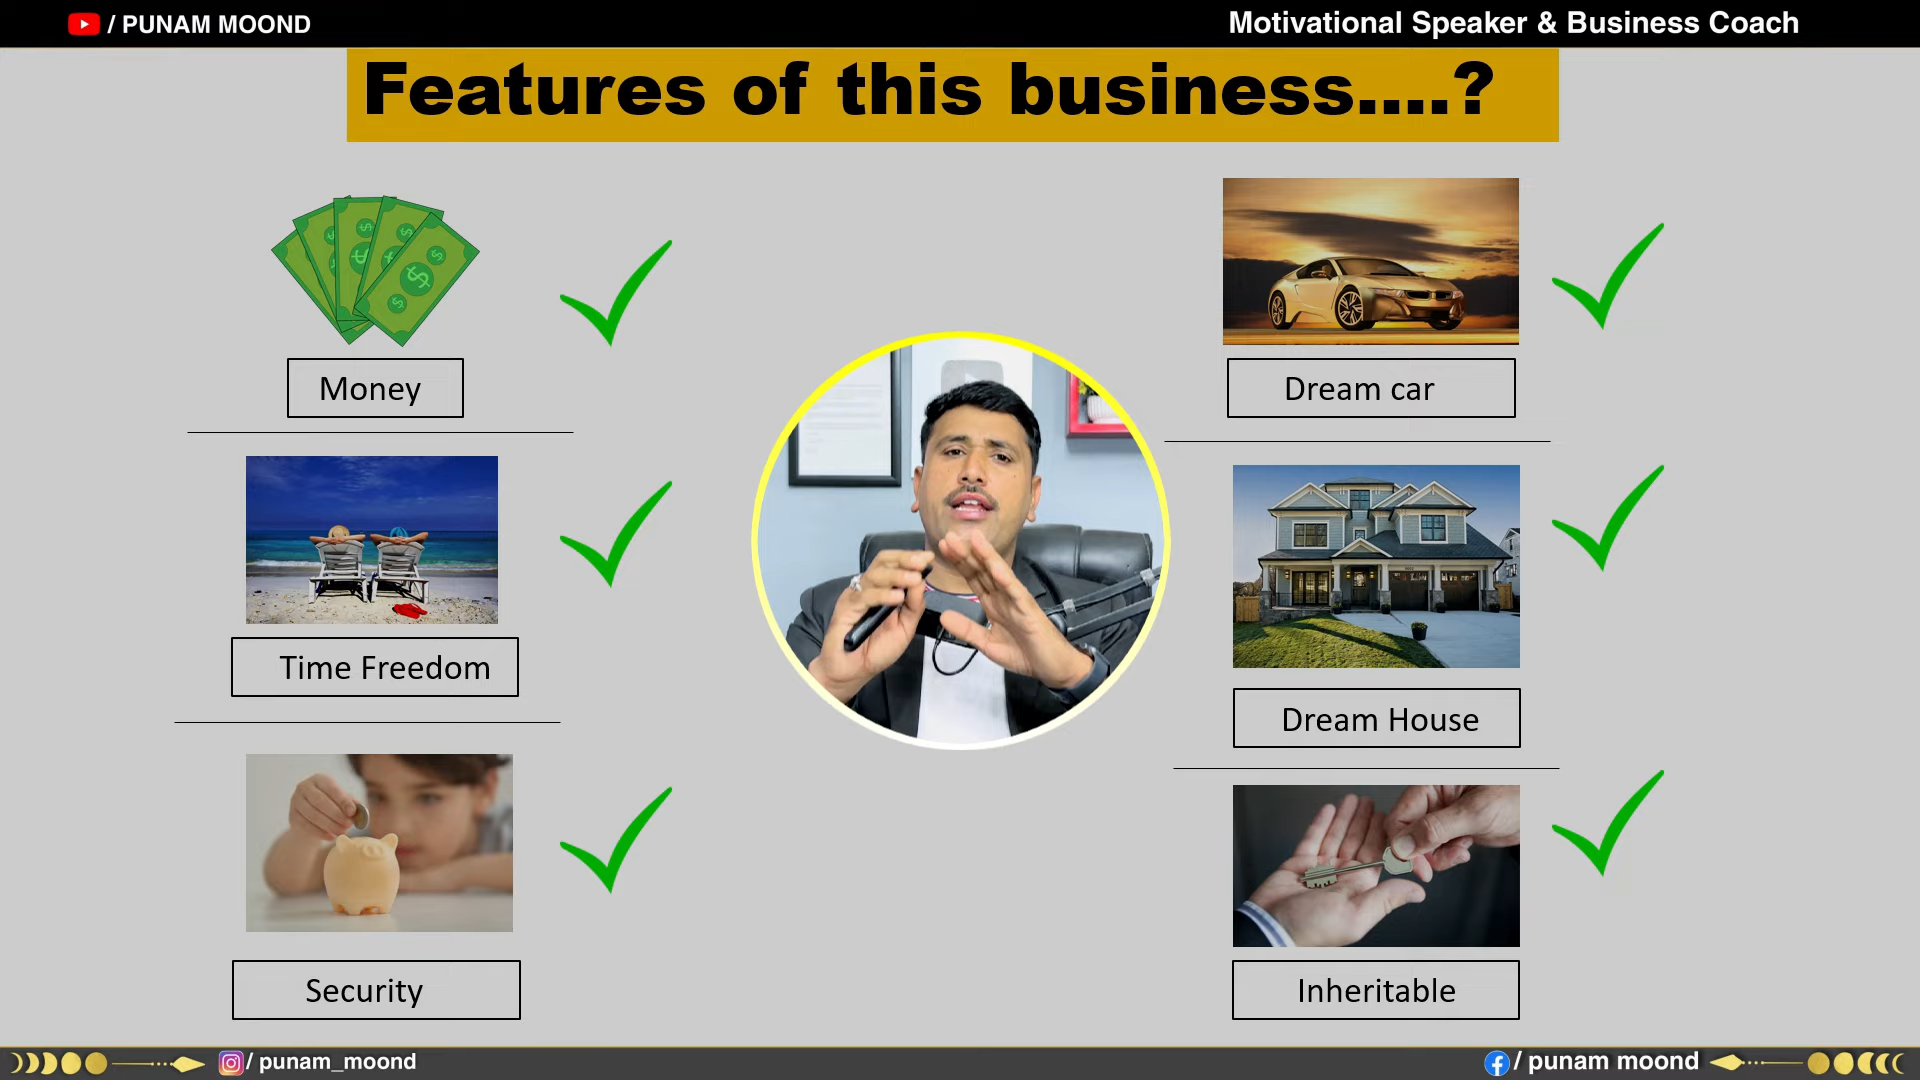 / PUNAM MOOND
Motivational Speaker & Business Coach
Features of this business....?
Money
Dream car
Time Freedom
Dream House
Security
Inheritable
/ punam_moond
/ punam moond